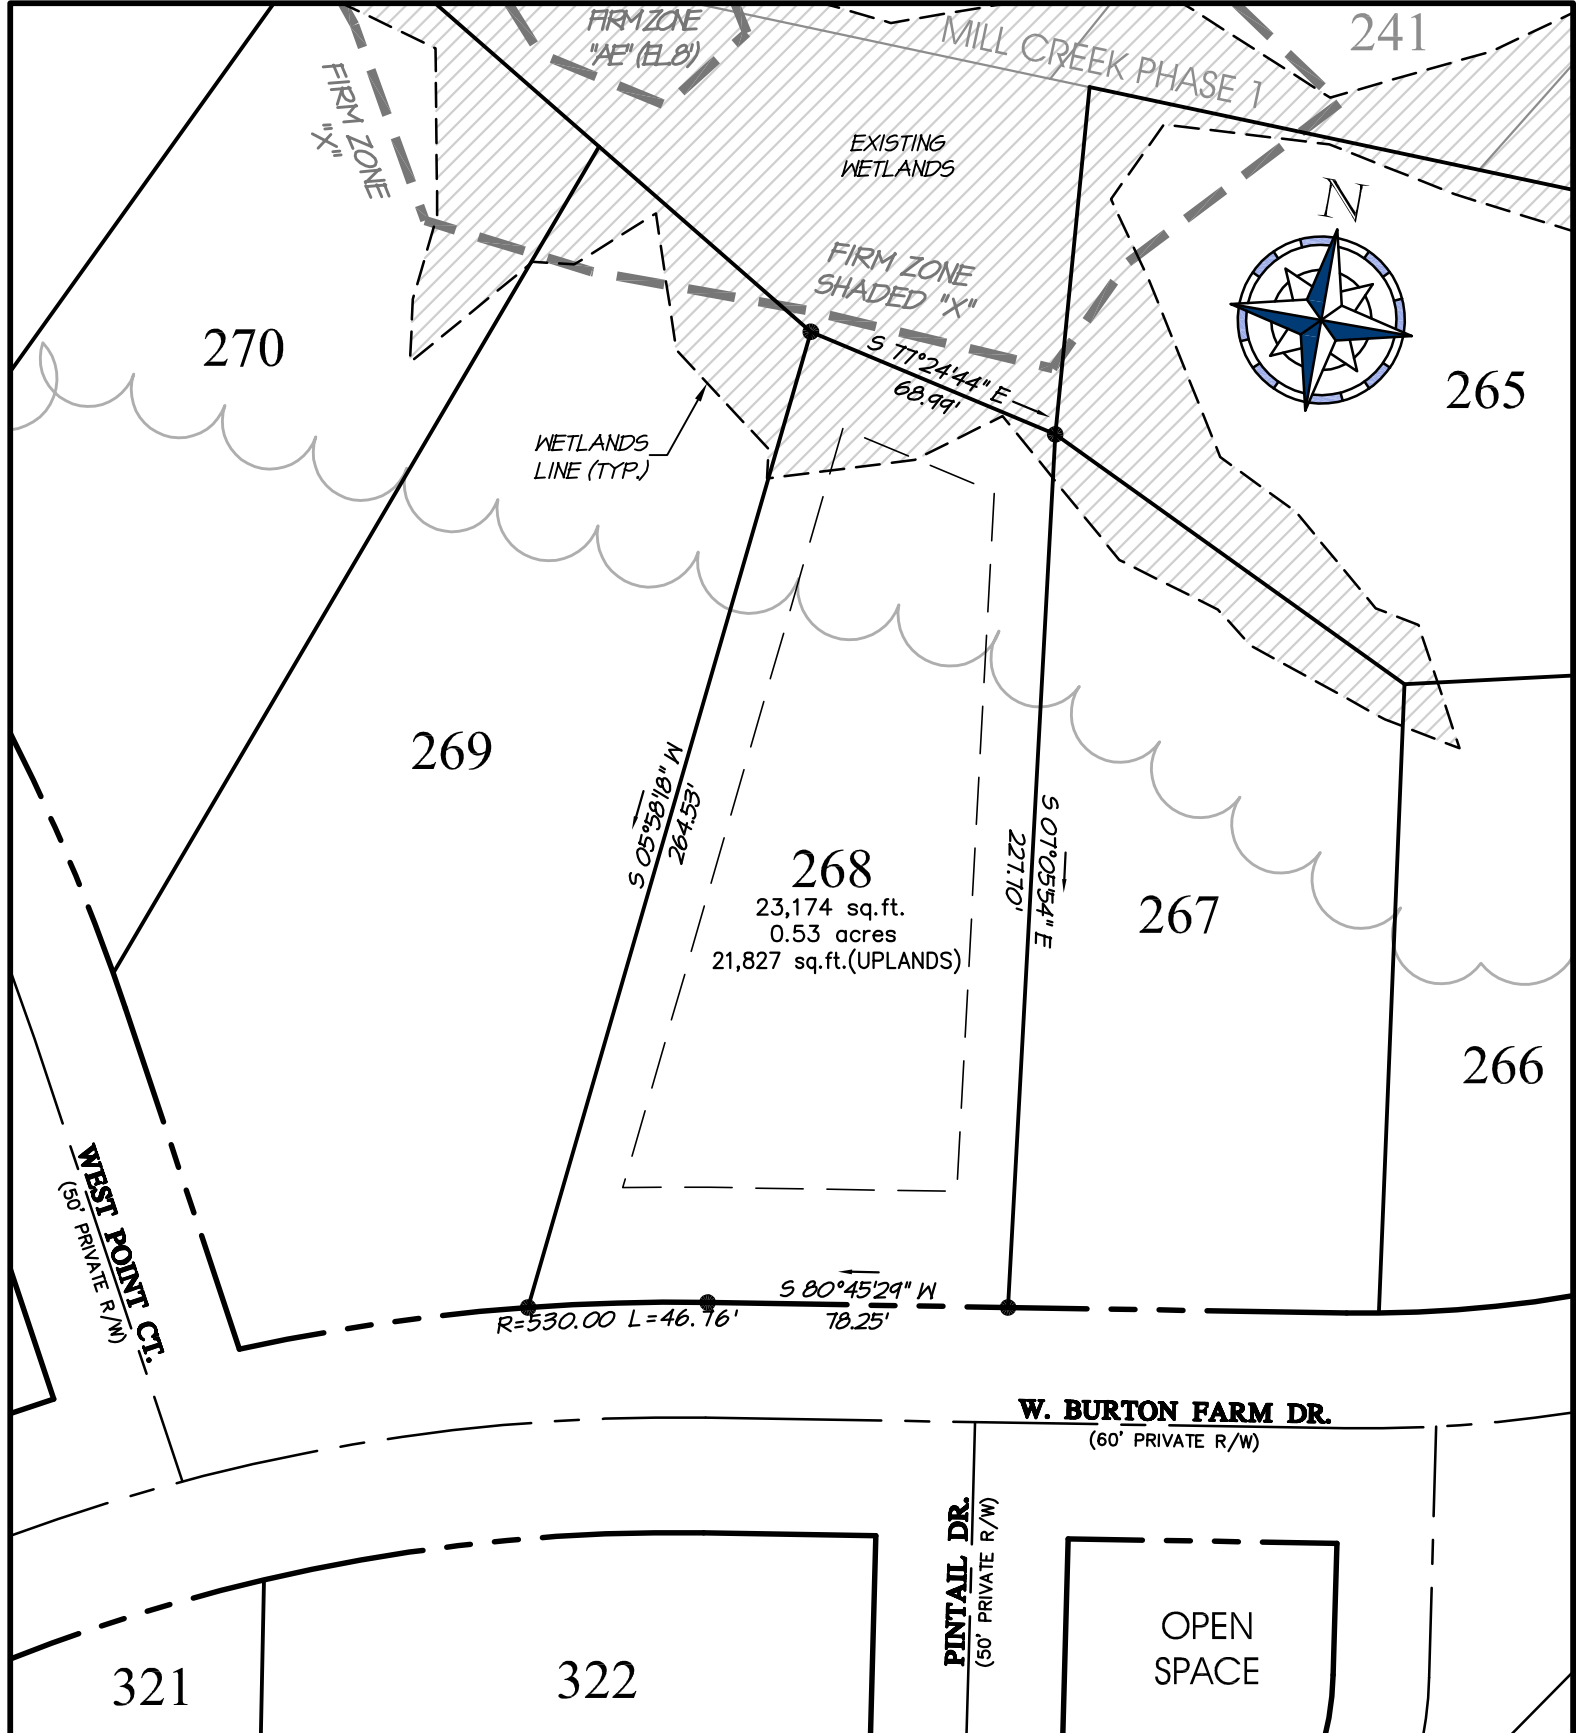 FIRM ZONE
"AE" (EL.8')
MILL CREEK PHASE 1
241
FIRM ZONE
"X"
EXISTING
WETLANDS
N
FIRM ZONE
SHADED "X"
270
S 77°24'44" E
68.99'
265
WETLANDS
LINE (TYP.)
269
S 05°58'18" W
264.53'
268
23,174 sq.ft.
0.53 acres
21,827 sq.ft.(UPLANDS)
S 07°05'54" E
227.70'
267
266
WEST POINT CT.
(50' PRIVATE R/W)
S 80°45'29" W
R=530.00 L=46.76'
78.25'
W. BURTON FARM DR.
(60' PRIVATE R/W)
PINTAIL DR.
(50' PRIVATE R/W)
OPEN
SPACE
321
322